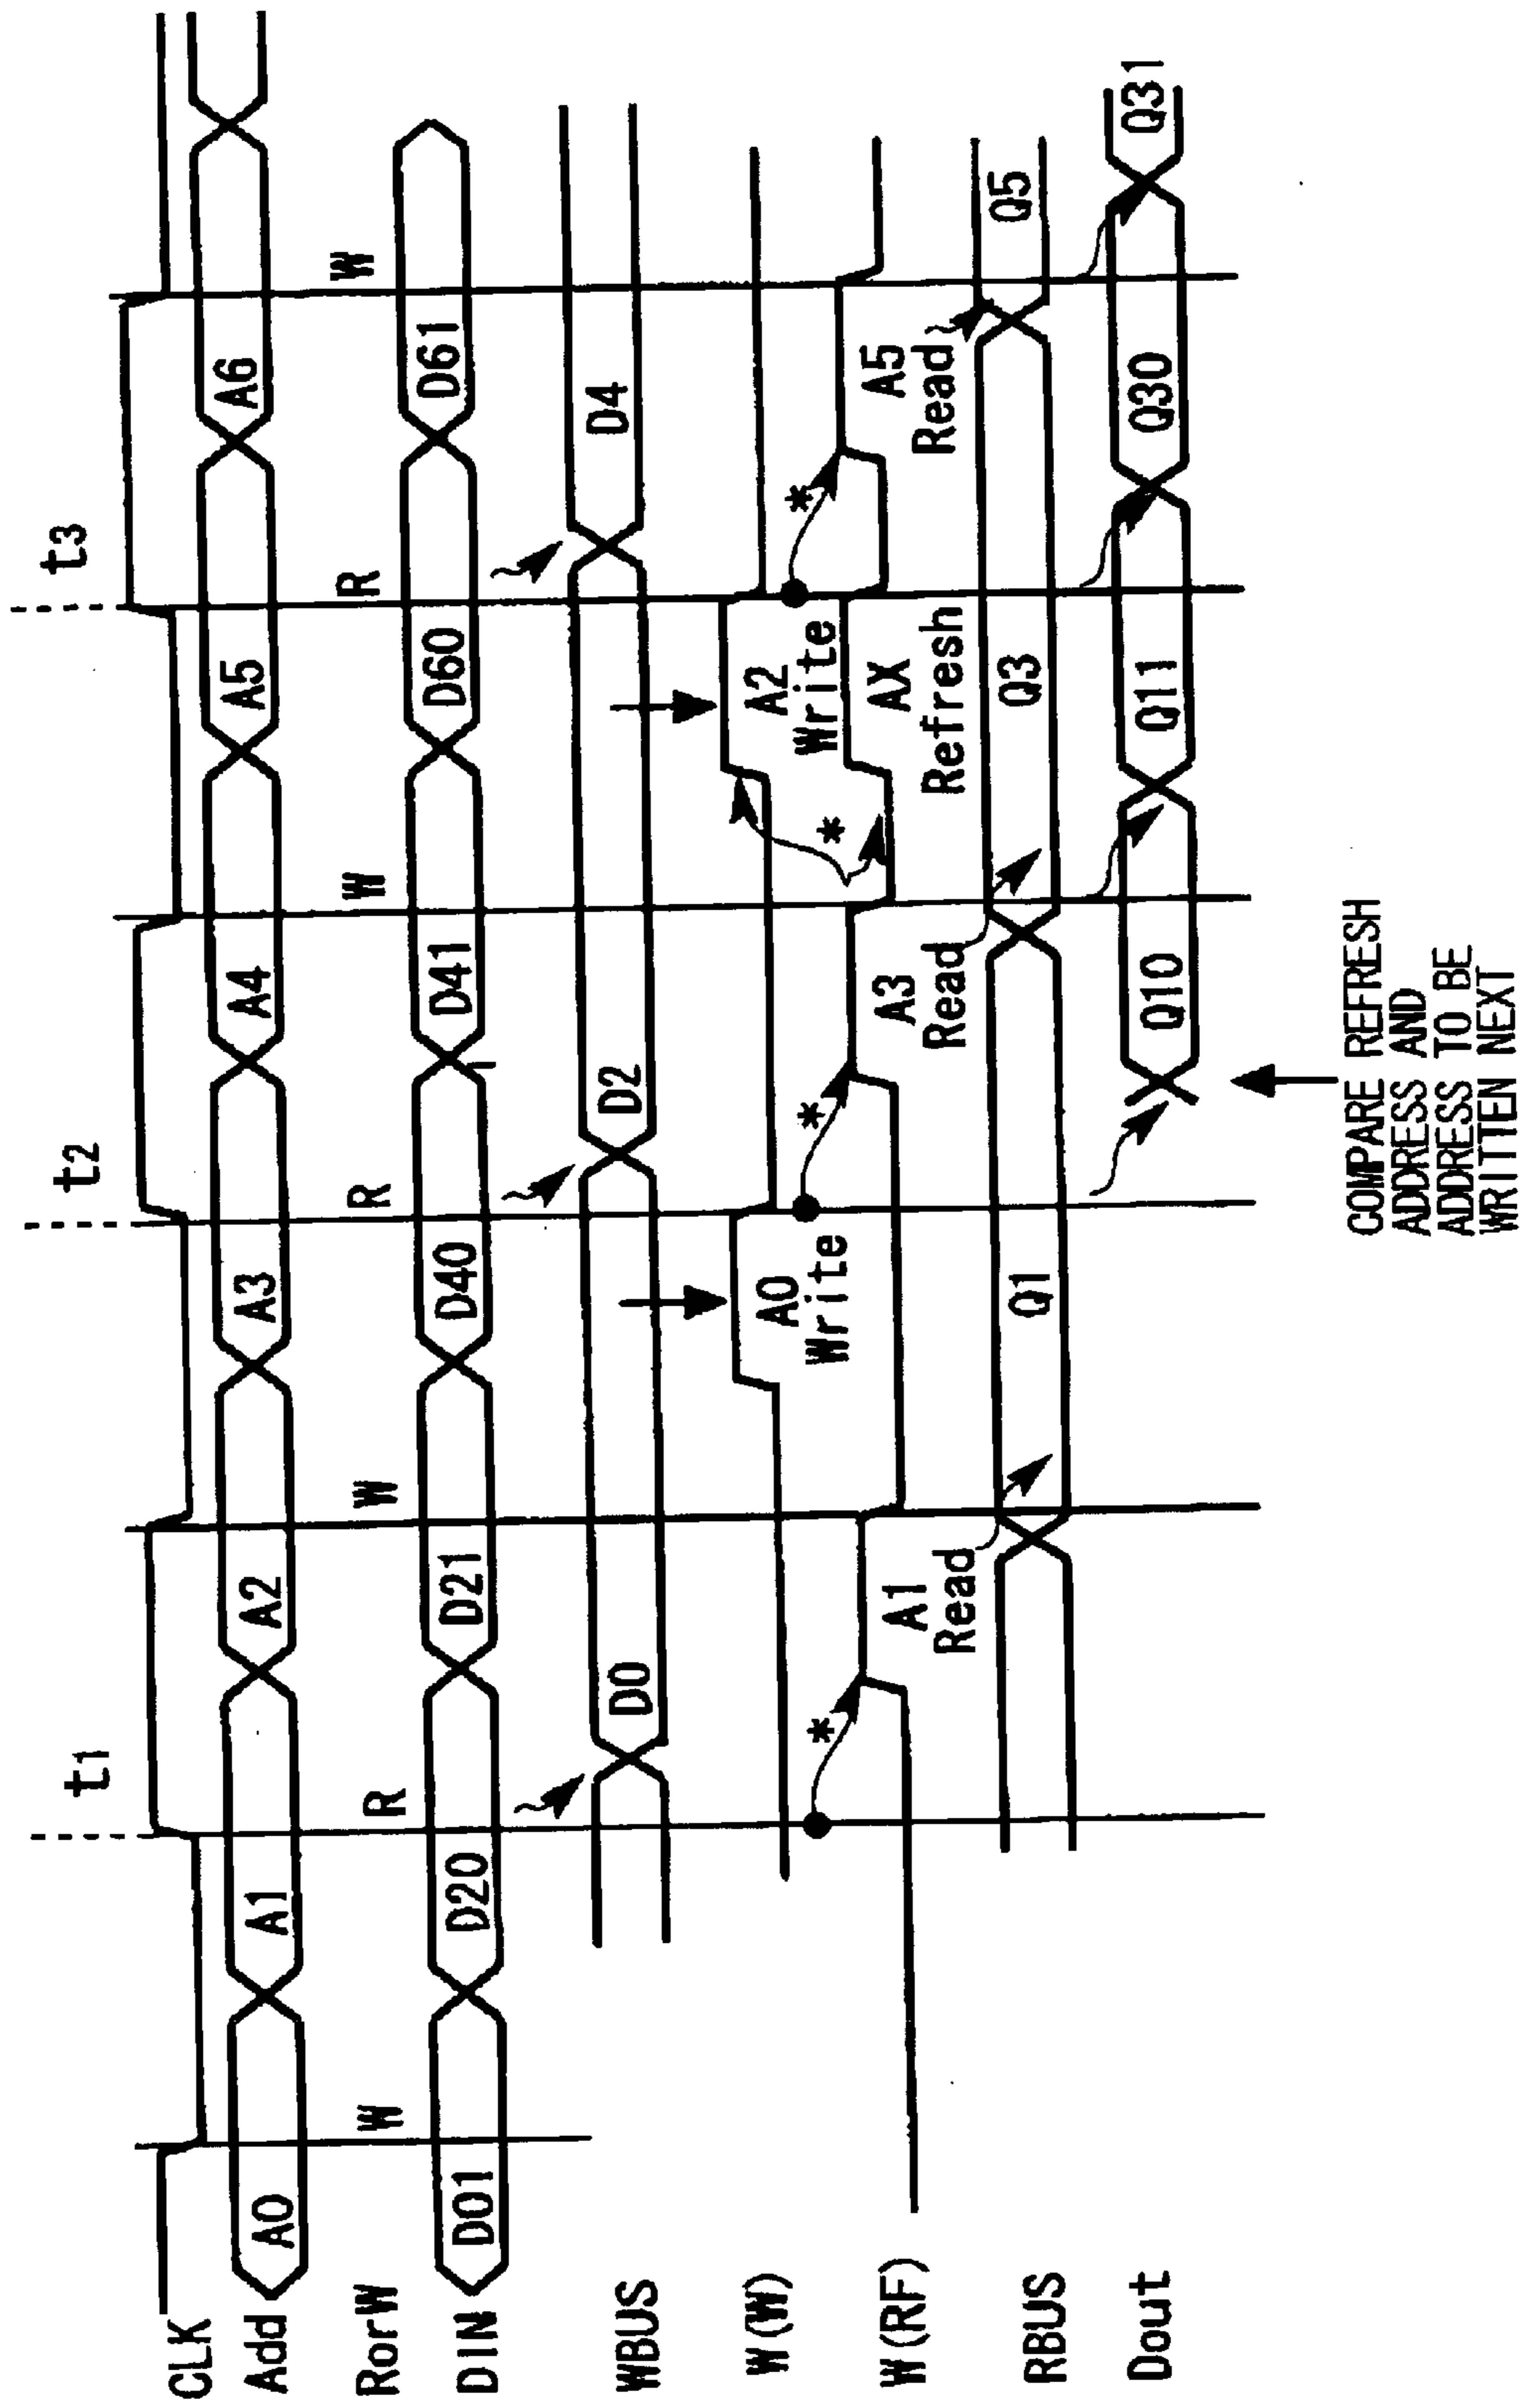 t1 t2 t3
CLK
Add A0 A1 A2 A3 A4 A5 A6
RorW W R W R W R W
DIN D01 D20 D21 D40 D41 D60 D61
WBUS D0 D2 D4
W(W) A0 A2
Write Write
* * * *
W(RF) A1 A3 AX A5
Read Read Refresh Read
RBUS Q1 Q3 Q5
Dout Q10 Q11 Q30 Q31
COMPARE REFRESH
ADDRESS AND
ADDRESS TO BE
WRITTEN NEXT